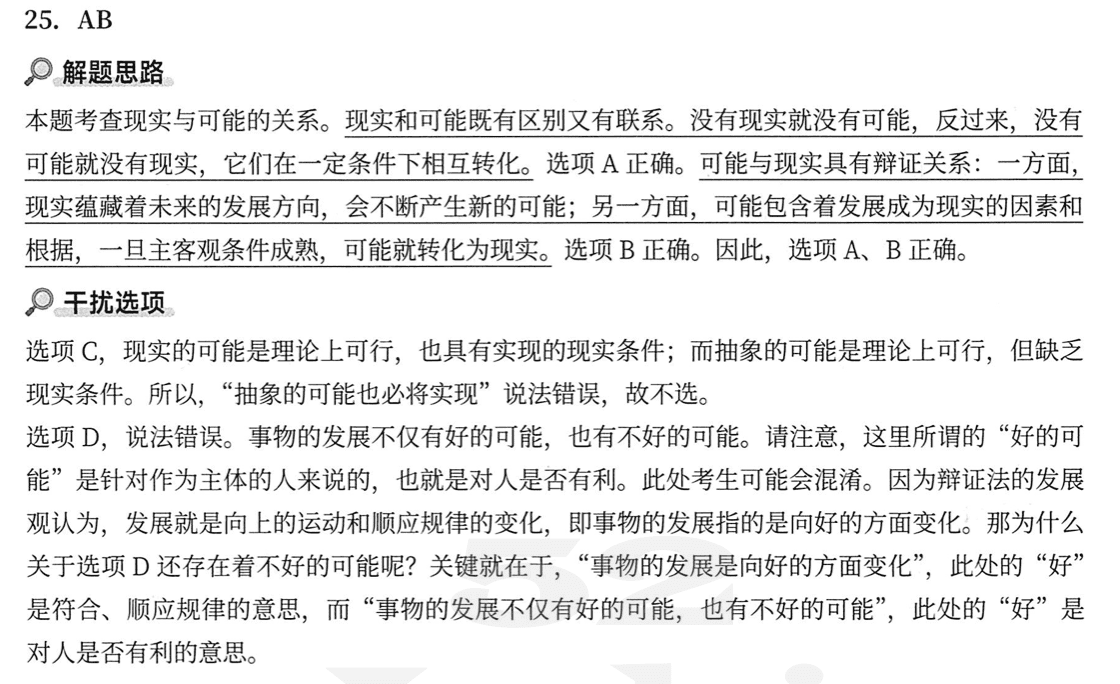 25. AB
解题思路
本题考查现实与可能的关系。现实和可能既有区别又有联系。没有现实就没有可能，反过来，没有
可能就没有现实，它们在一定条件下相互转化。选项 A 正确。可能与现实具有辩证关系：一方面，
现实蕴藏着未来的发展方向，会不断产生新的可能；另一方面，可能包含着发展成为现实的因素和
根据，一旦主客观条件成熟，可能就转化为现实。选项 B 正确。因此，选项 A、B 正确。
干扰选项
选项 C，现实的可能是理论上可行，也具有实现的现实条件；而抽象的可能是理论上可行，但缺乏
现实条件。所以，“抽象的可能也必将实现”说法错误，故不选。
选项 D，说法错误。事物的发展不仅有好的可能，也有不好的可能。请注意，这里所谓的“好的可
能”是针对作为主体的人来说的，也就是对人是否有利。此处考生可能会混淆。因为辩证法的发展
观认为，发展就是向上的运动和顺应规律的变化，即事物的发展指的是向好的方面变化。那为什么
关于选项 D 还存在着不好的可能呢？关键就在于，“事物的发展是向好的方面变化”，此处的“好”
是符合、顺应规律的意思，而“事物的发展不仅有好的可能，也有不好的可能”，此处的“好”是
对人是否有利的意思。